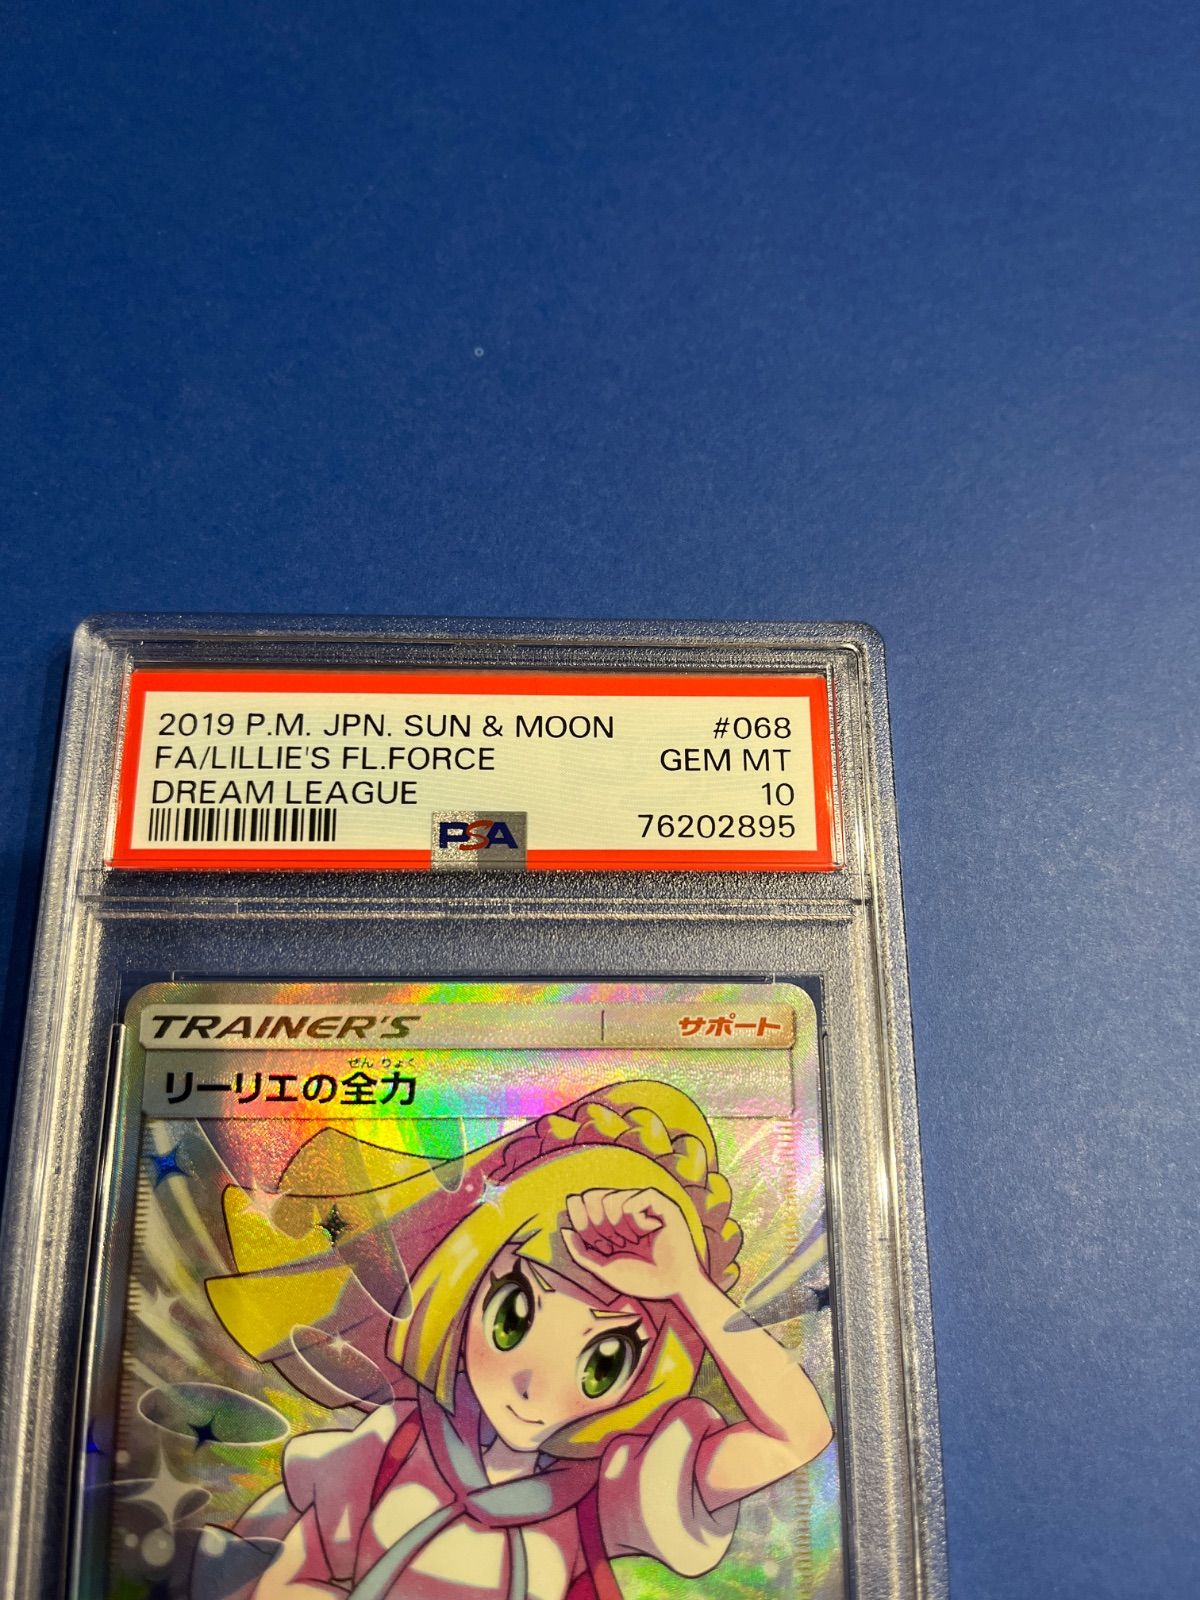 2019 P.M. JPN. SUN & MOON #068
FA/LILLIE'S FL.FORCE GEM MT
DREAM LEAGUE 10
PSA 76202895
TRAINER'S サポート
ぜんりょく
リーリエの全力